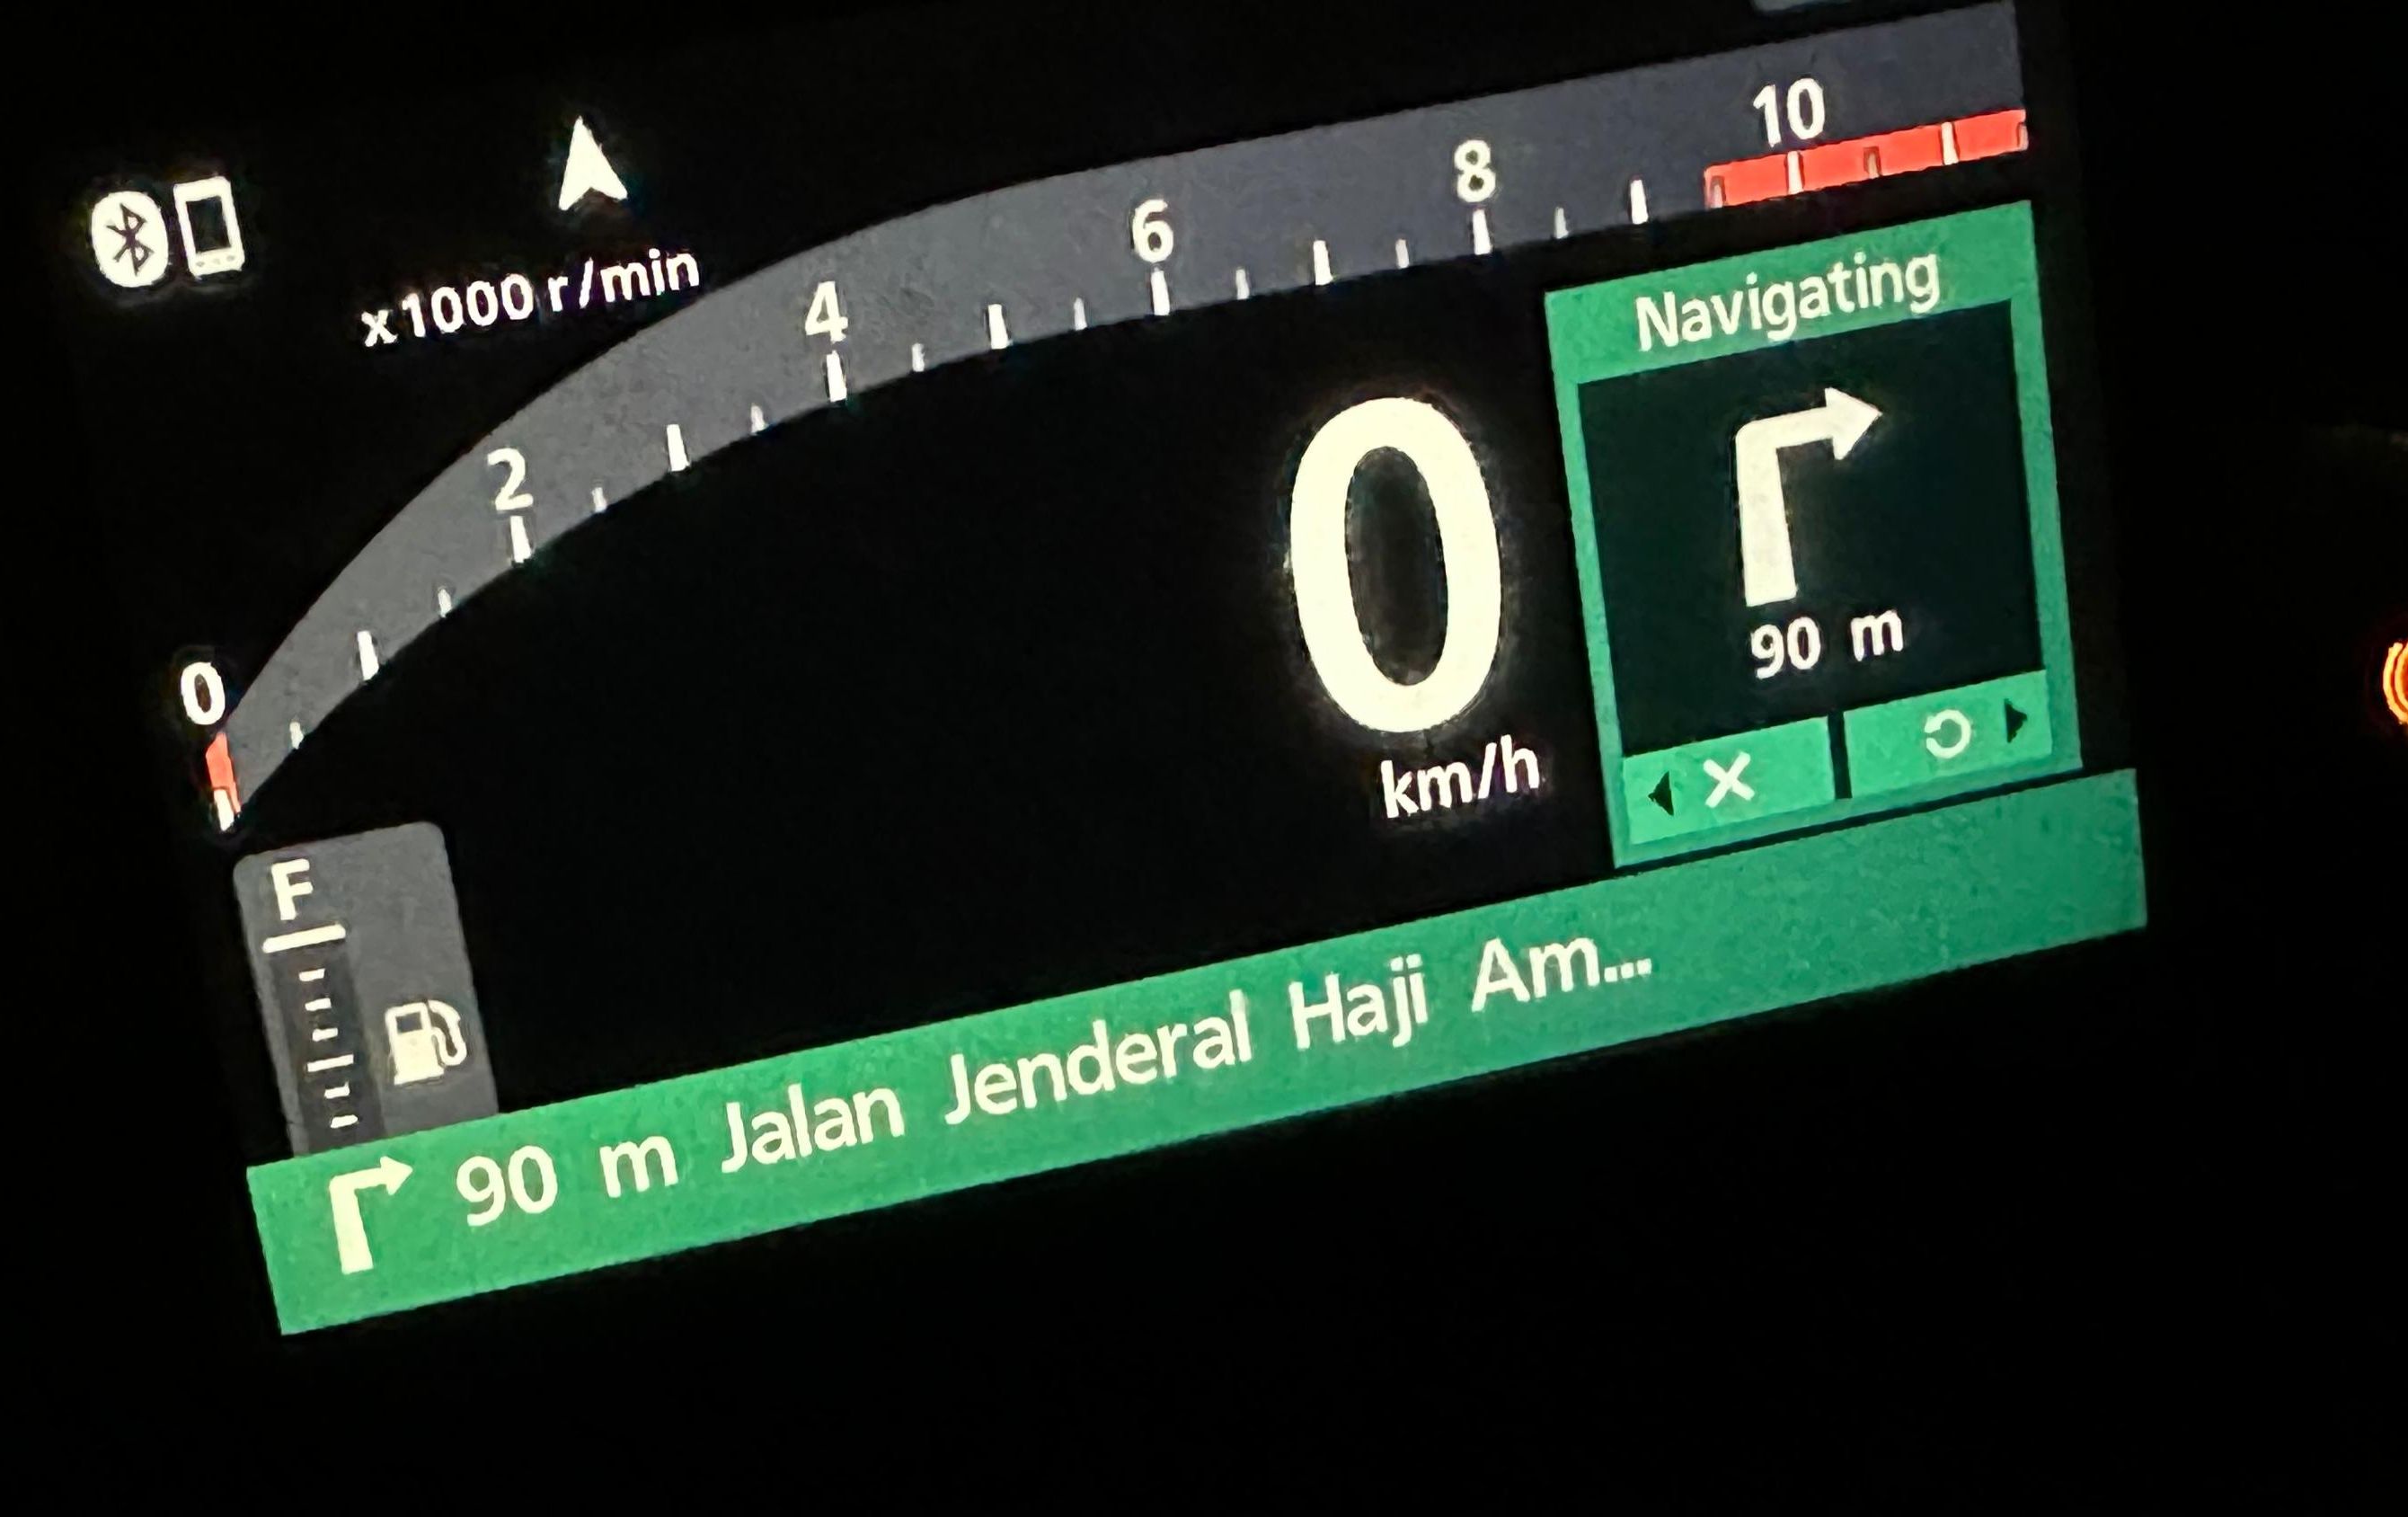 x1000 r/min
0
2
4
6
8
10
0
km/h
Navigating
90 m
F
90 m Jalan Jenderal Haji Am...